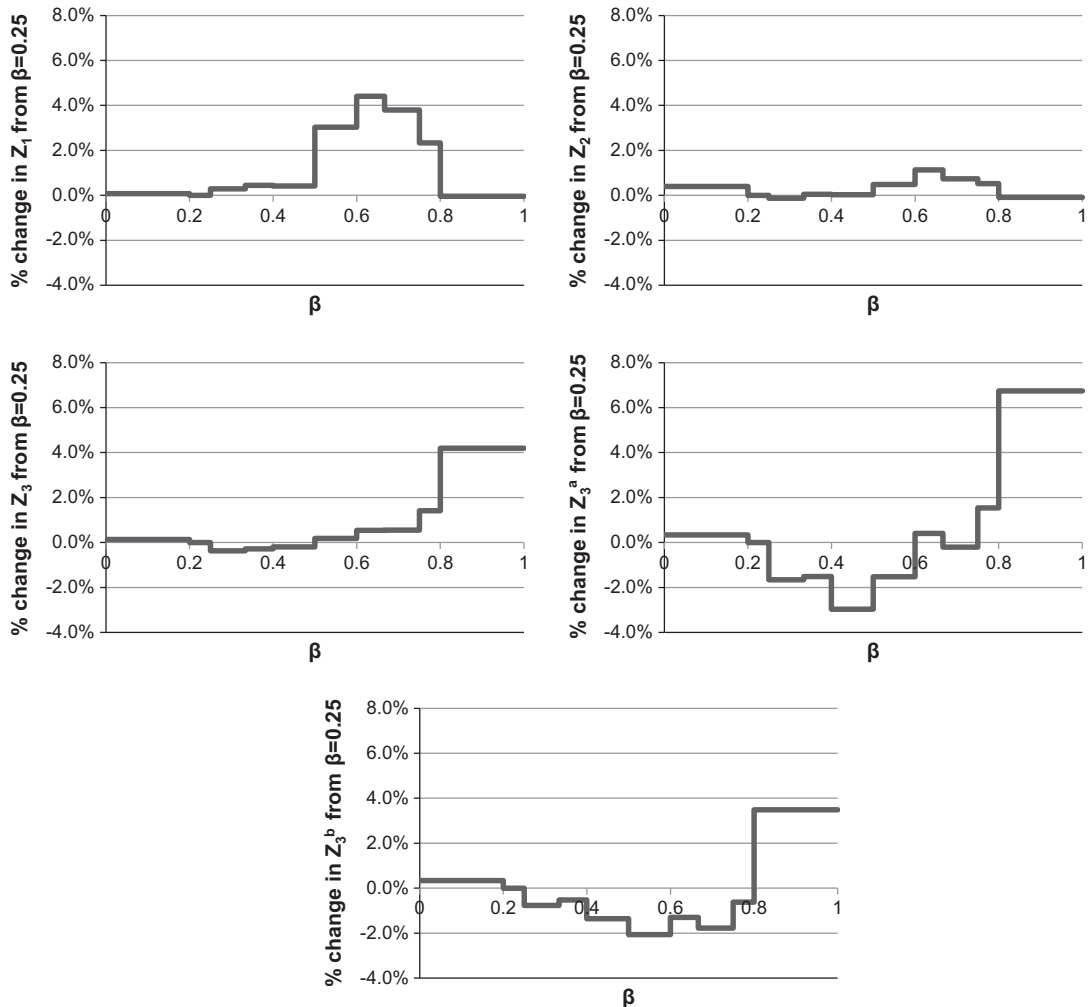 % change in Z1 from β=0.25
8.0%
6.0%
4.0%
2.0%
0.0%
-2.0%
-4.0%
0 0.2 0.4 0.6 0.8 1
β
% change in Z2 from β=0.25
8.0%
6.0%
4.0%
2.0%
0.0%
-2.0%
-4.0%
0 0.2 0.4 0.6 0.8 1
β
% change in Z3 from β=0.25
8.0%
6.0%
4.0%
2.0%
0.0%
-2.0%
-4.0%
0 0.2 0.4 0.6 0.8 1
β
% change in Z3a from β=0.25
8.0%
6.0%
4.0%
2.0%
0.0%
-2.0%
-4.0%
0 0.2 0.4 0.6 0.8 1
β
% change in Z3b from β=0.25
8.0%
6.0%
4.0%
2.0%
0.0%
-2.0%
-4.0%
0 0.2 0.4 0.6 0.8 1
β